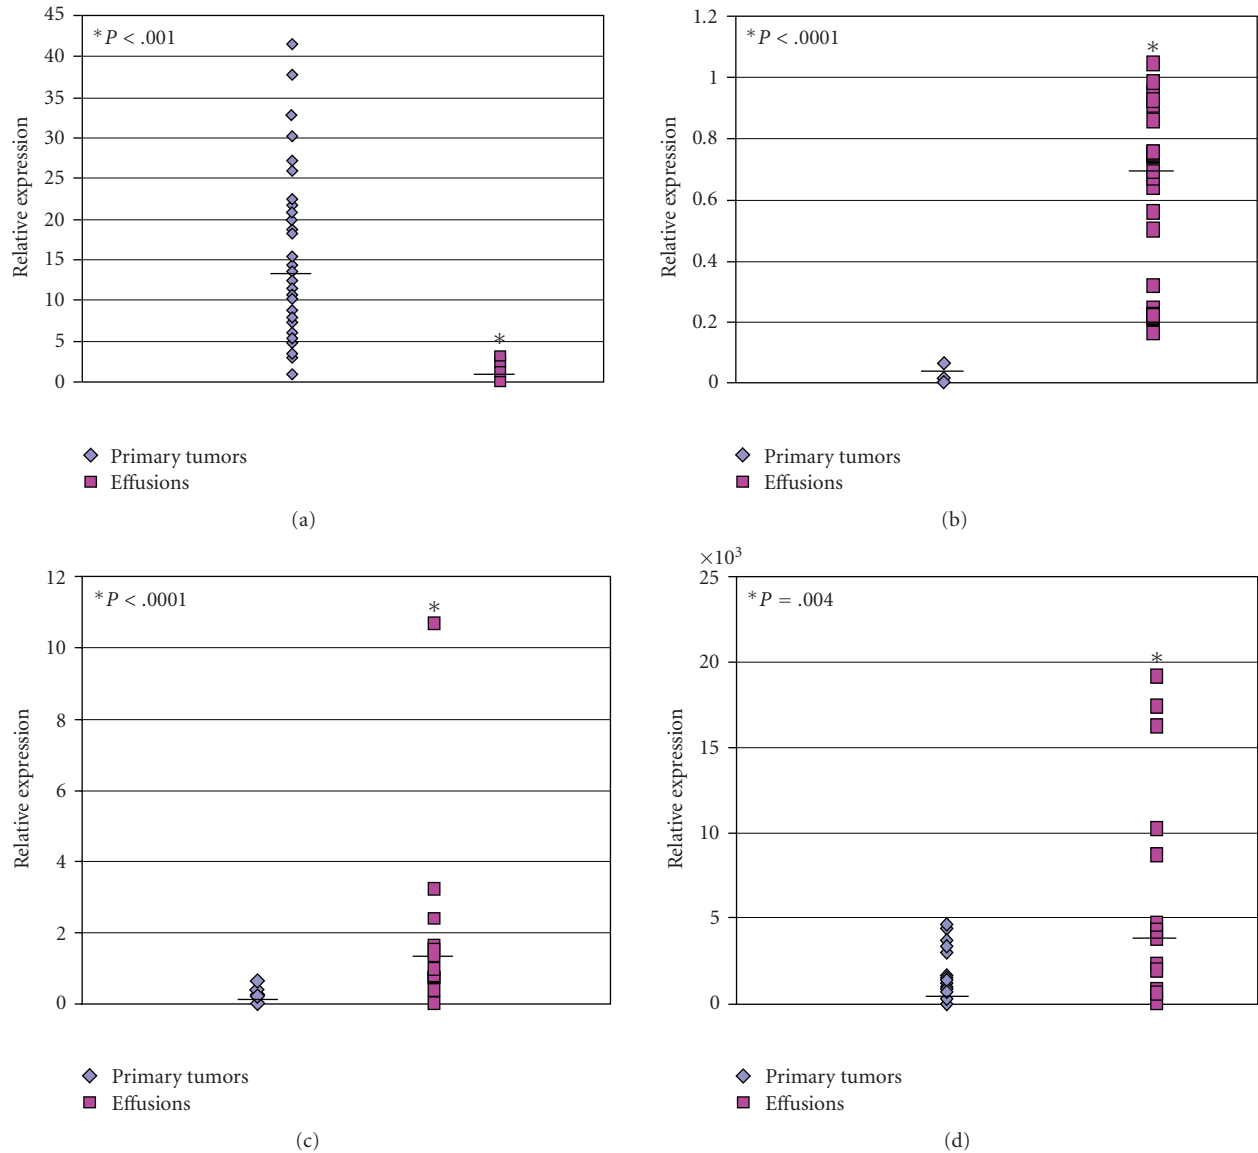 45
40
35
30
25
20
15
10
5
0
Relative expression
*P < .001
*
Primary tumors
Effusions
(a)
1.2
1
0.8
0.6
0.4
0.2
0
Relative expression
*P < .0001
*
Primary tumors
Effusions
(b)
12
10
8
6
4
2
0
Relative expression
*P < .0001
*
Primary tumors
Effusions
(c)
×10³
25
20
15
10
5
0
Relative expression
*P = .004
*
Primary tumors
Effusions
(d)